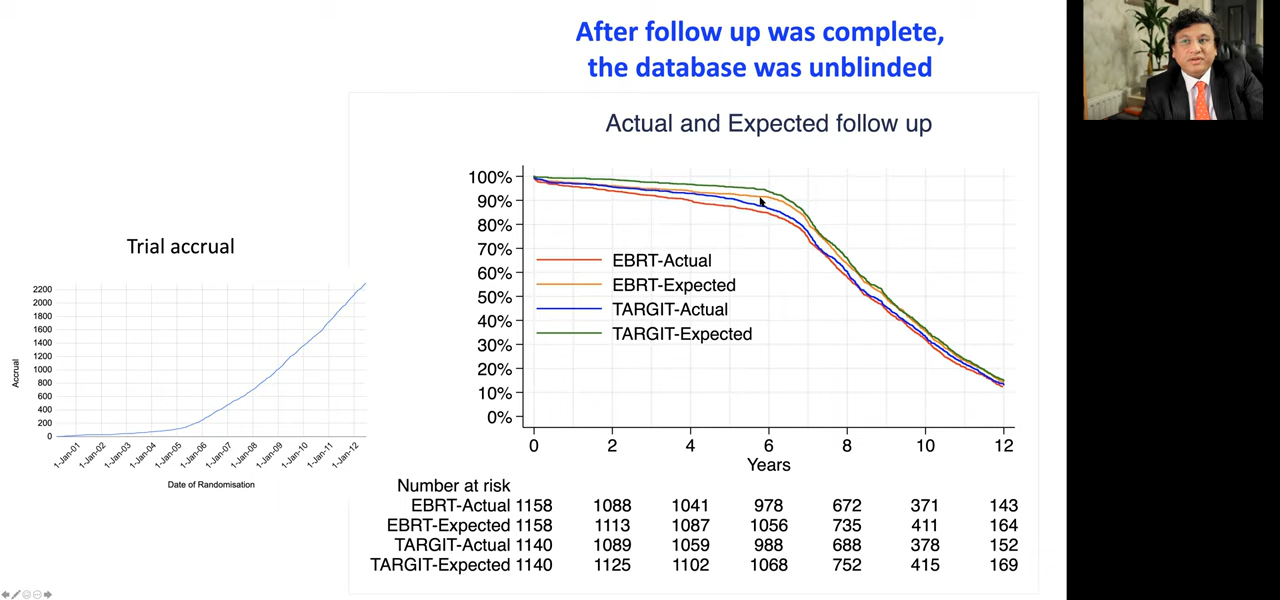 After follow up was complete,
the database was unblinded
Actual and Expected follow up
100%
90%
80%
70%
60%
50%
40%
30%
20%
10%
0%
EBRT-Actual
EBRT-Expected
TARGIT-Actual
TARGIT-Expected
0 2 4 6 8 10 12
Years
Number at risk
EBRT-Actual 1158 1088 1041 978 672 371 143
EBRT-Expected 1158 1113 1087 1056 735 411 164
TARGIT-Actual 1140 1089 1059 988 688 378 152
TARGIT-Expected 1140 1125 1102 1068 752 415 169
Trial accrual
2200
2000
1800
1600
1400
1200
1000
800
600
400
200
0
Accrual
1-Jan-01 1-Jan-02 1-Jan-03 1-Jan-04 1-Jan-05 1-Jan-06 1-Jan-07 1-Jan-08 1-Jan-09 1-Jan-10 1-Jan-11 1-Jan-12
Date of Randomisation